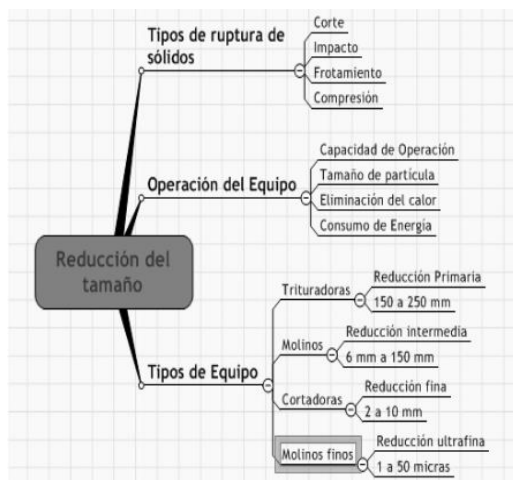 Reducción del
tamaño
Tipos de ruptura de
sólidos
Corte
Impacto
Frotamiento
Compresión
Operación del Equipo
Capacidad de Operación
Tamaño de partícula
Eliminación del calor
Consumo de Energía
Tipos de Equipo
Trituradoras
Reducción Primaria
150 a 250 mm
Molinos
Reducción intermedia
6 mm a 150 mm
Cortadoras
Reducción fina
2 a 10 mm
Molinos finos
Reducción ultrafina
1 a 50 micras